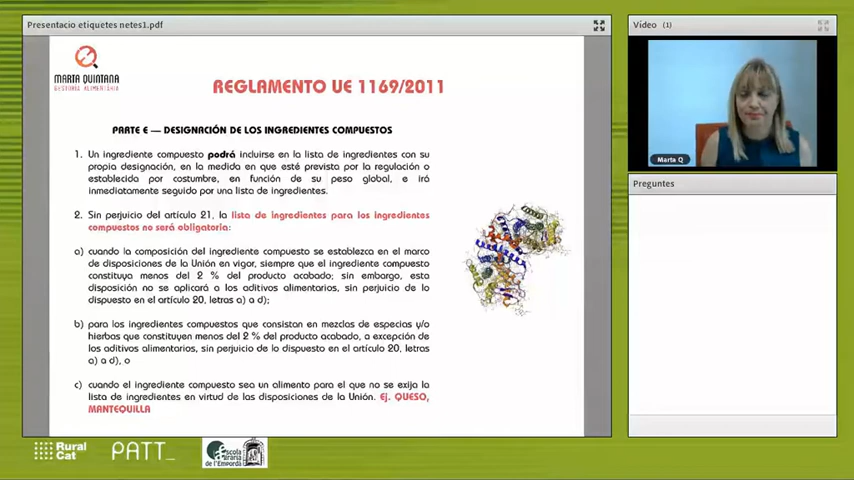 Presentacio etiquetes netes1.pdf
MARTA QUINTANA
GESTORIA ALIMENTÀRIA
REGLAMENTO UE 1169/2011
PARTE E — DESIGNACIÓN DE LOS INGREDIENTES COMPUESTOS
1. Un ingrediente compuesto podrá incluirse en la lista de ingredientes con su
propia designación, en la medida en que esté prevista por la regulación o
establecida por costumbre, en función de su peso global, e irá
inmediatamente seguido por una lista de ingredientes.
2. Sin perjuicio del artículo 21, la lista de ingredientes para los ingredientes
compuestos no será obligatoria:
a) cuando la composición del ingrediente compuesto se establezca en el marco
de disposiciones de la Unión en vigor, siempre que el ingrediente compuesto
constituya menos del 2 % del producto acabado; sin embargo, esta
disposición no se aplicará a los aditivos alimentarios, sin perjuicio de lo
dispuesto en el artículo 20, letras a) a d);
b) para los ingredientes compuestos que consistan en mezclas de especias y/o
hierbas que constituyen menos del 2 % del producto acabado, a excepción de
los aditivos alimentarios, sin perjuicio de lo dispuesto en el artículo 20, letras
a) a d), o
c) cuando el ingrediente compuesto sea un alimento para el que no se exija la
lista de ingredientes en virtud de las disposiciones de la Unión. Ej. QUESO,
MANTEQUILLA
Video (1)
Marta Q
Preguntes
Rural
Cat
PATT_
escola
agrària
de l'Empordà